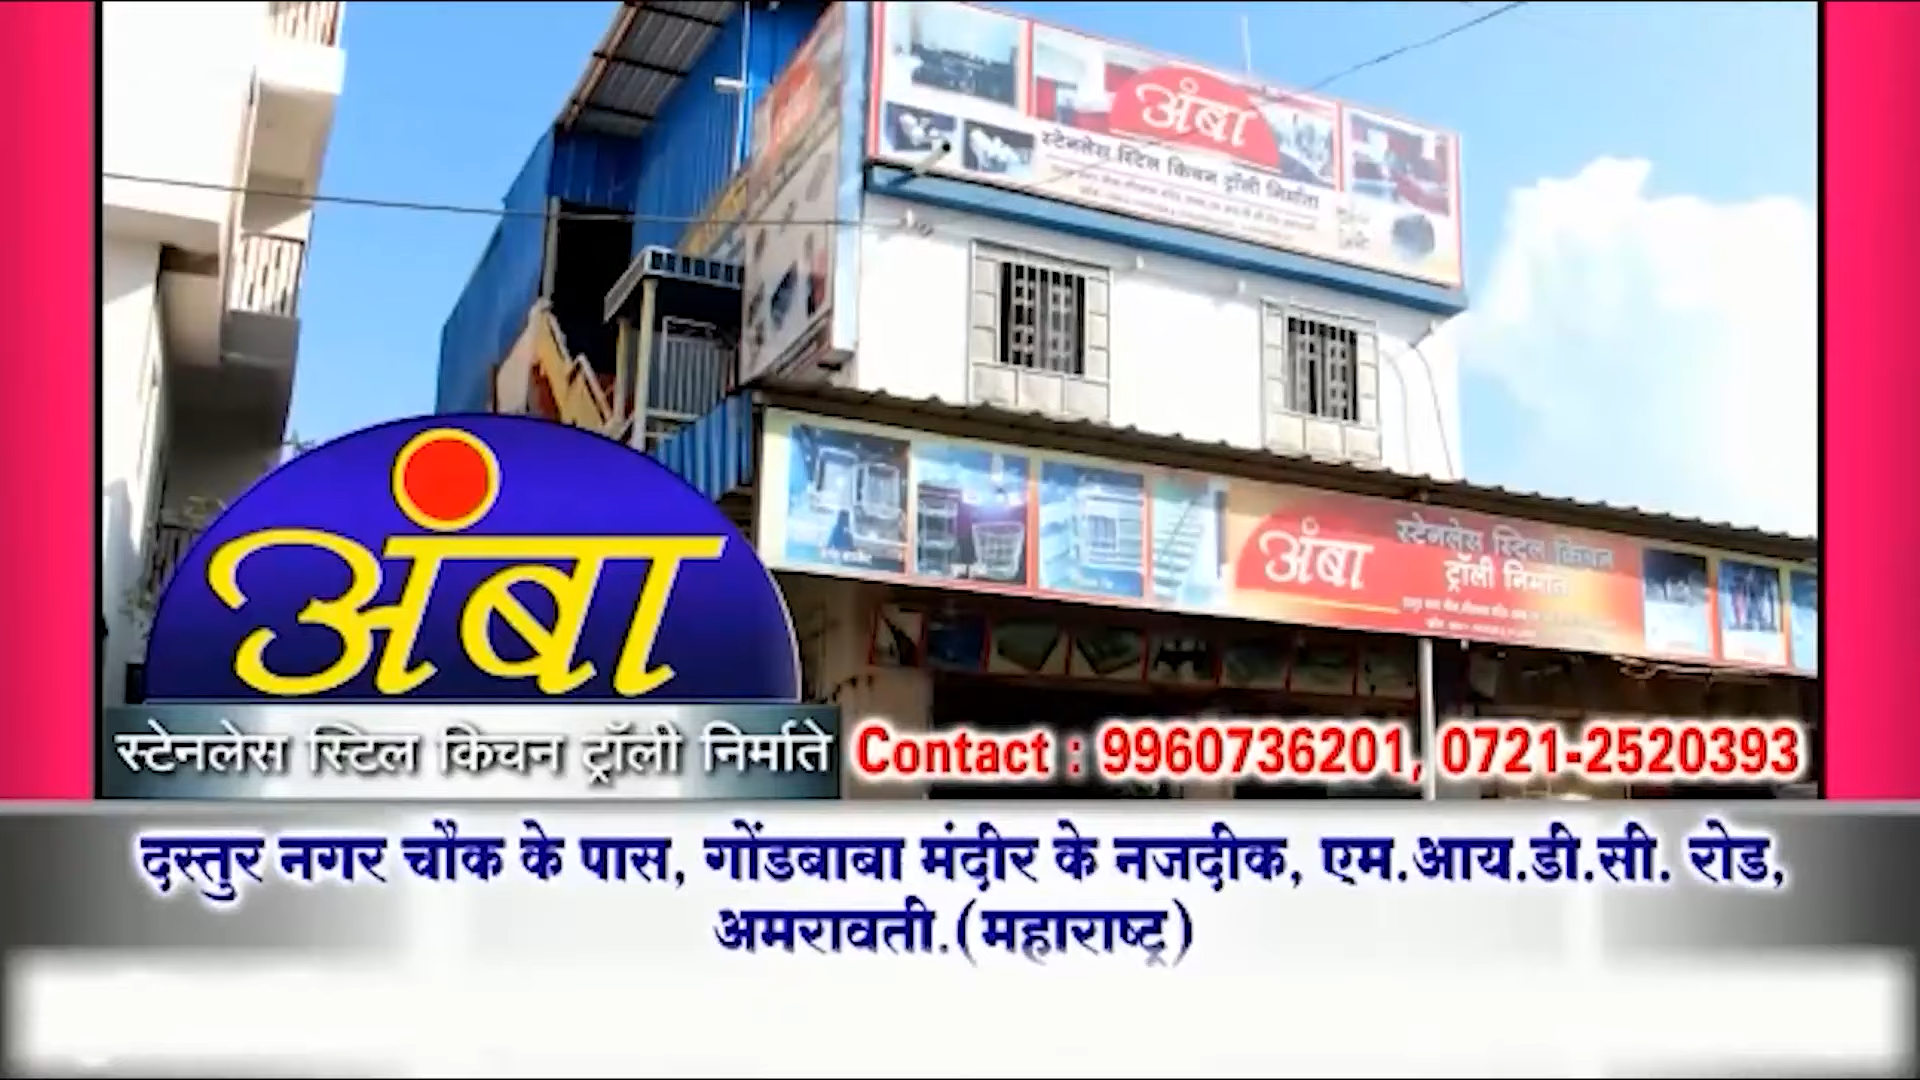 अंबा
स्टेनलेस स्टिल किचन ट्रॉली निर्माता
अंबा
स्टेनलेस स्टिल किचन
ट्रॉली निर्माता
अंबा
स्टेनलेस स्टिल किचन ट्रॉली निर्माते
Contact : 9960736201, 0721-2520393
दस्तुर नगर चौक के पास, गोंडबाबा मंदीर के नजदीक, एम.आय.डी.सी. रोड,
अमरावती.(महाराष्ट्र)